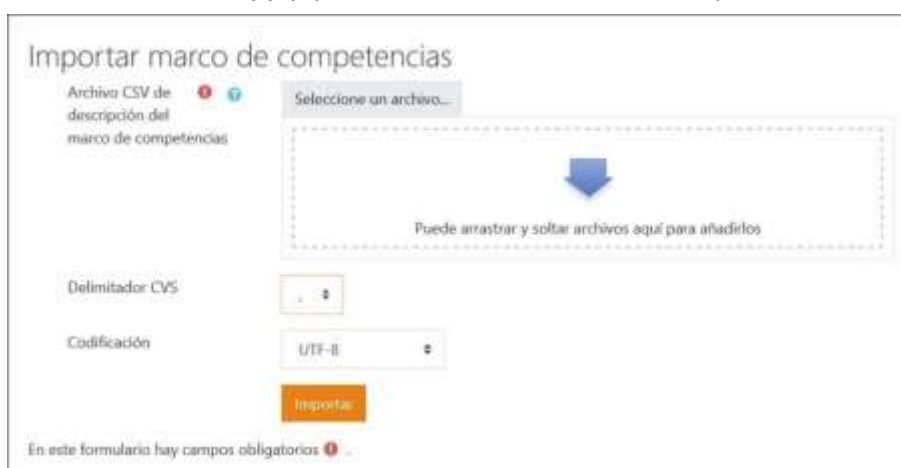 Importar marco de competencias
Archivo CSV de
descripción del
marco de competencias
Seleccione un archivo...
Puede arrastrar y soltar archivos aquí para añadirlos
Delimitador CVS
,
Codificación
UTF-8
Importar
En este formulario hay campos obligatorios .